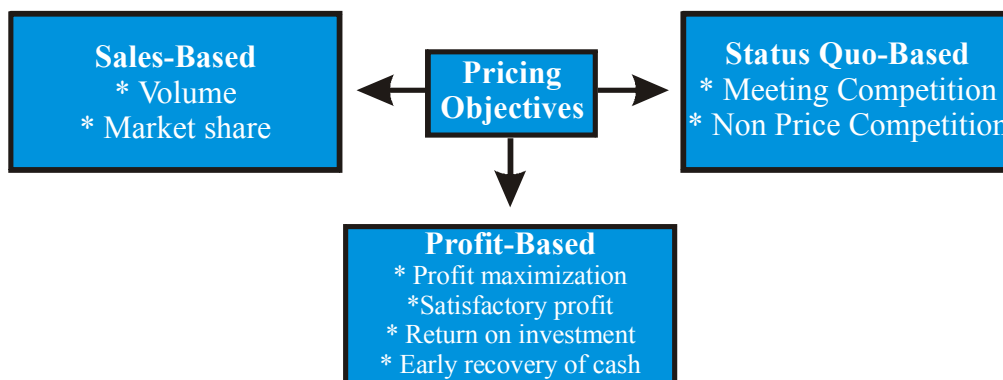 Sales-Based
* Volume
* Market share
Pricing
Objectives
Status Quo-Based
* Meeting Competition
* Non Price Competition
Profit-Based
* Profit maximization
*Satisfactory profit
* Return on investment
* Early recovery of cash